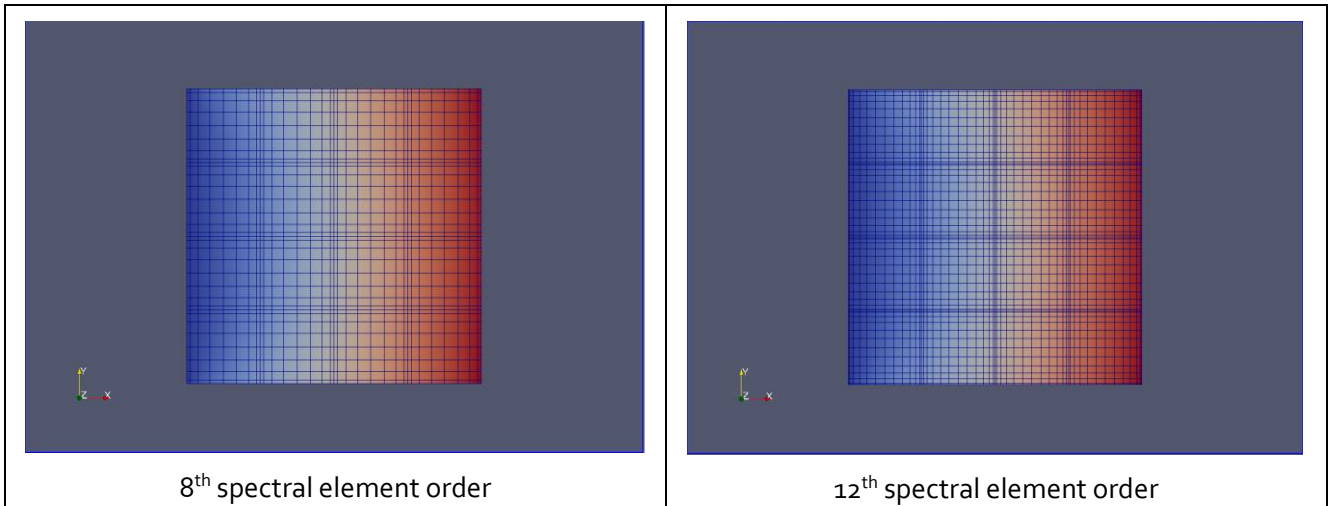 Y
Z X
Y
Z X
8th spectral element order
12th spectral element order